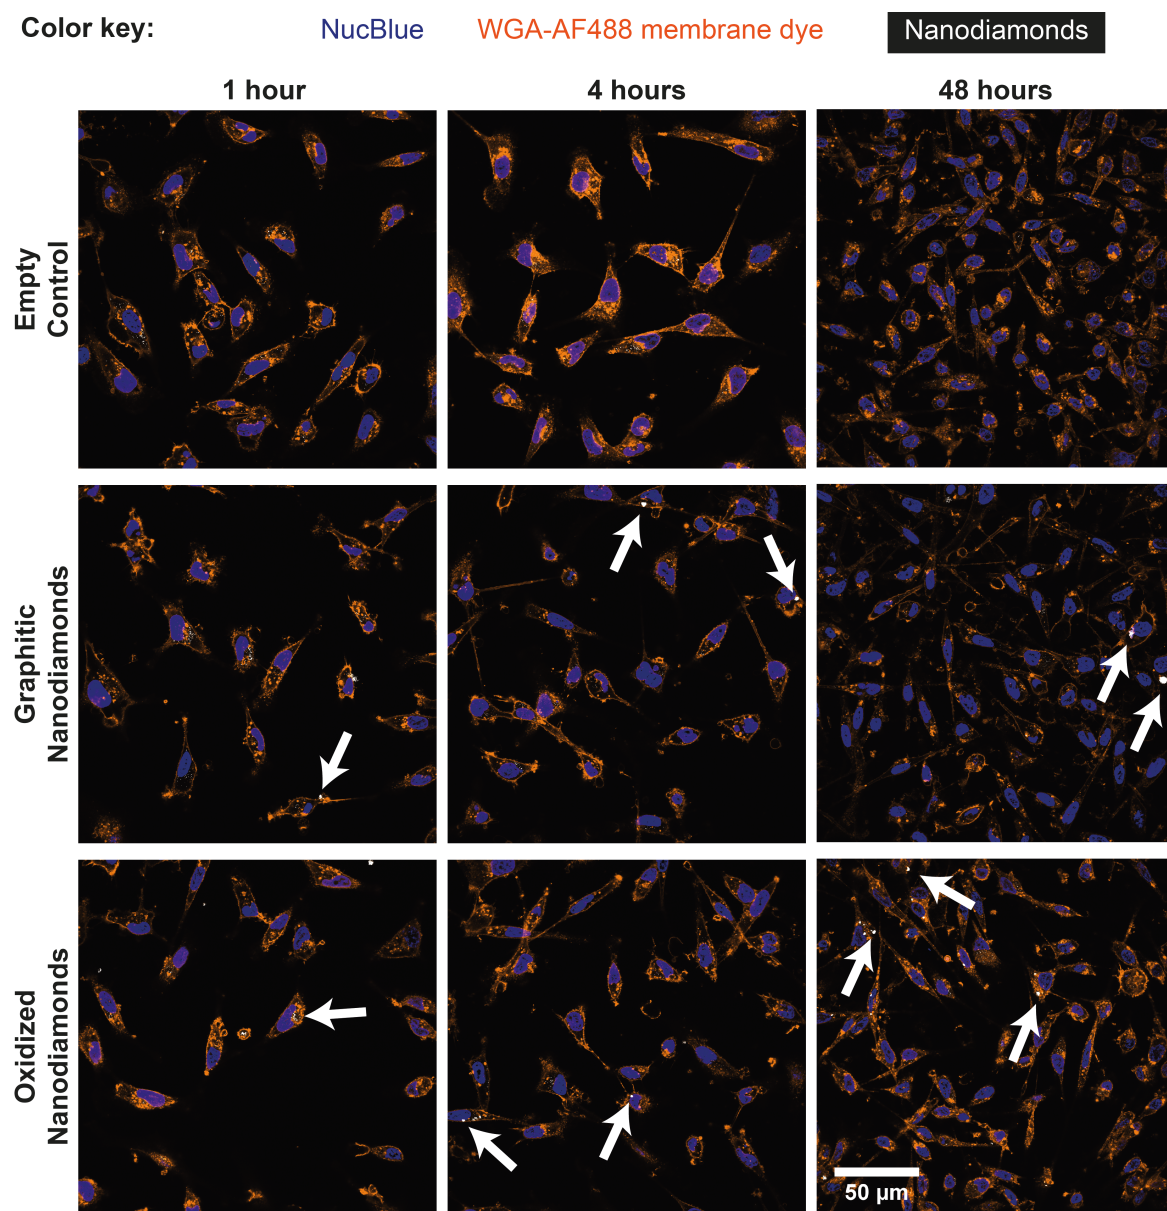 Color key: NucBlue WGA-AF488 membrane dye Nanodiamonds
1 hour 4 hours 48 hours
Empty
Control
Graphitic
Nanodiamonds
Oxidized
Nanodiamonds
50 µm